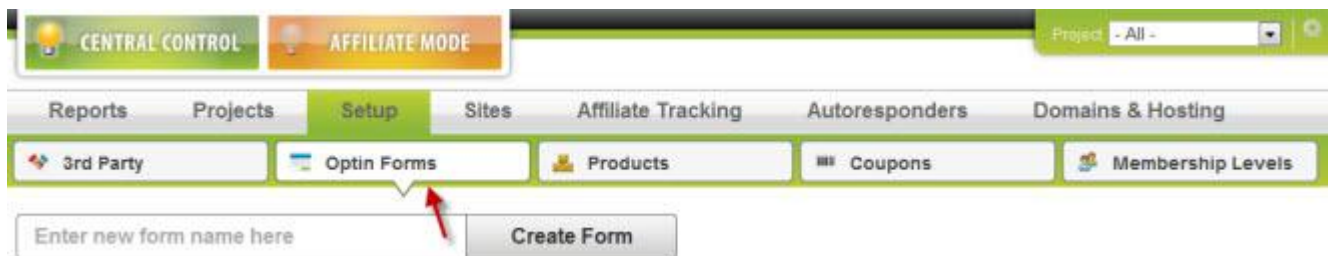 CENTRAL CONTROL AFFILIATE MODE Project - All -
Reports Projects Setup Sites Affiliate Tracking Autoresponders Domains & Hosting
3rd Party Optin Forms Products Coupons Membership Levels
Enter new form name here Create Form